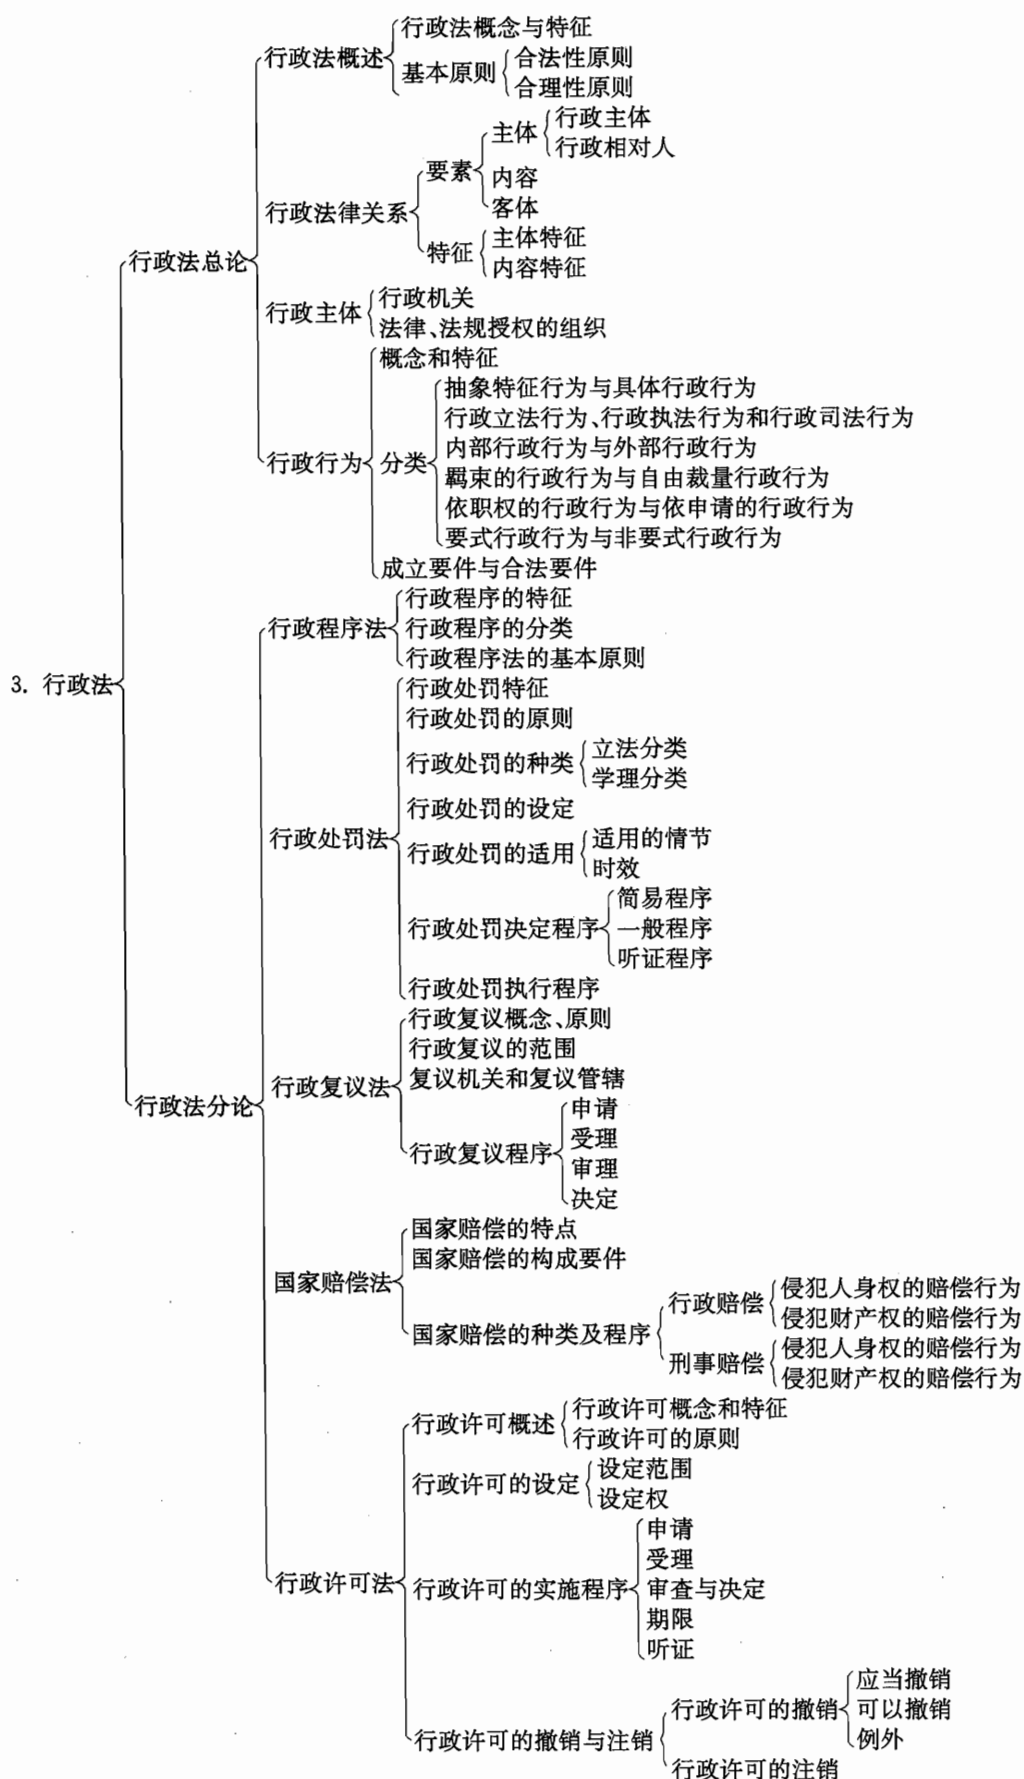 行政法概念与特征
行政法概述
基本原则
合法性原则
合理性原则
主体
行政主体
行政相对人
要素
内容
客体
行政法律关系
特征
主体特征
内容特征
行政法总论
行政主体
行政机关
法律、法规授权的组织
概念和特征
抽象特征行为与具体行政行为
行政立法行为、行政执法行为和行政司法行为
内部行政行为与外部行政行为
行政行为
分类
羁束的行政行为与自由裁量行政行为
依职权的行政行为与依申请的行政行为
要式行政行为与非要式行政行为
成立要件与合法要件
行政程序的特征
行政程序法
行政程序的分类
行政程序法的基本原则
3. 行政法
行政处罚特征
行政处罚的原则
行政处罚的种类
立法分类
学理分类
行政处罚的设定
行政处罚法
行政处罚的适用
适用的情节
时效
简易程序
行政处罚决定程序
一般程序
听证程序
行政处罚执行程序
行政复议概念、原则
行政复议的范围
行政复议法
复议机关和复议管辖
行政法分论
申请
受理
行政复议程序
审理
决定
国家赔偿的特点
国家赔偿的构成要件
国家赔偿法
行政赔偿
侵犯人身权的赔偿行为
侵犯财产权的赔偿行为
国家赔偿的种类及程序
刑事赔偿
侵犯人身权的赔偿行为
侵犯财产权的赔偿行为
行政许可概述
行政许可概念和特征
行政许可的原则
行政许可的设定
设定范围
设定权
申请
受理
行政许可法
行政许可的实施程序
审查与决定
期限
听证
应当撤销
行政许可的撤销
可以撤销
例外
行政许可的撤销与注销
行政许可的注销